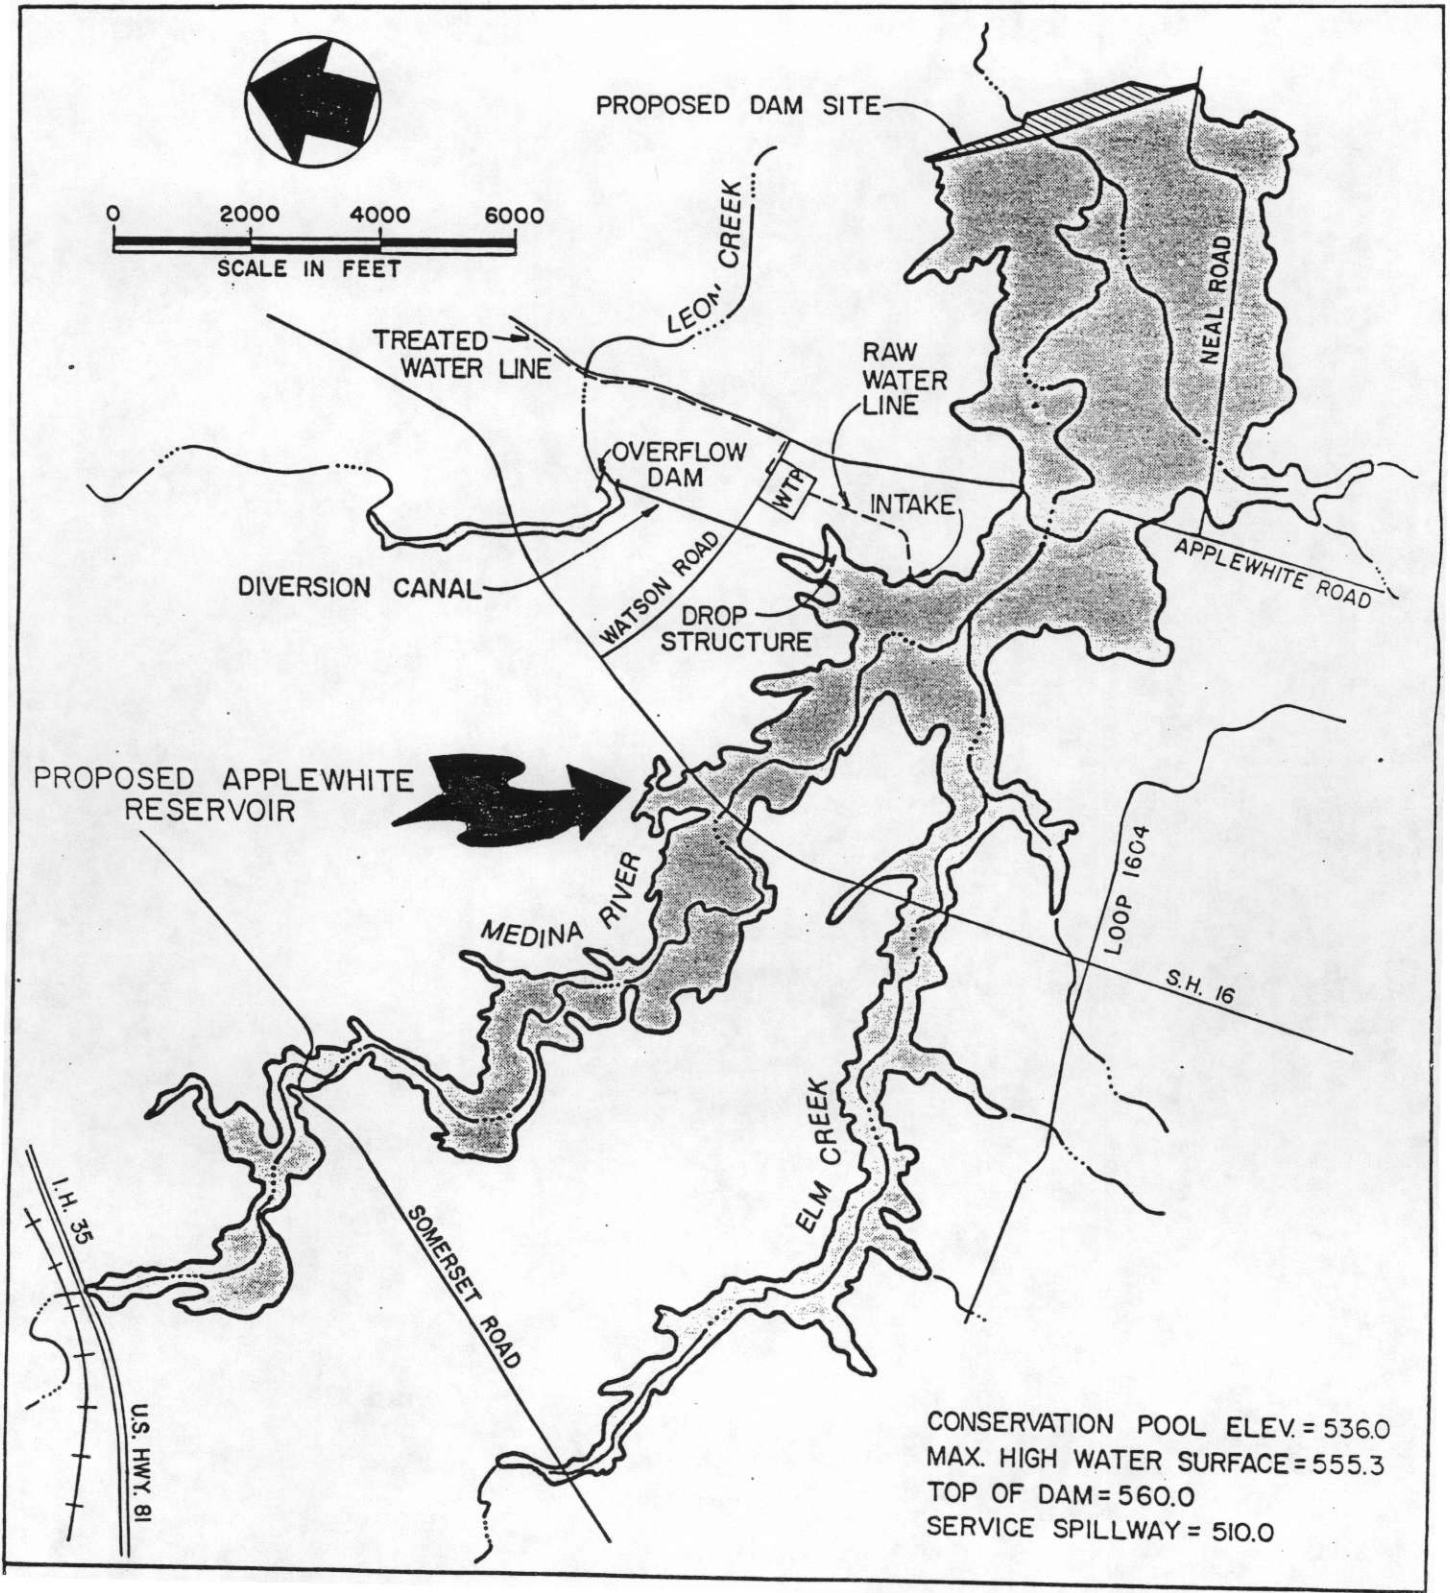 PROPOSED DAM SITE
0 2000 4000 6000
SCALE IN FEET
LEON CREEK
NEAL ROAD
TREATED
WATER LINE
RAW
WATER
LINE
OVERFLOW
DAM
WTP
INTAKE
DIVERSION CANAL
WATSON ROAD
DROP
STRUCTURE
APPLEWHITE ROAD
PROPOSED APPLEWHITE
RESERVOIR
MEDINA RIVER
LOOP 1604
S.H. 16
ELM CREEK
I.H. 35
SOMERSET ROAD
U.S. HWY. 81
CONSERVATION POOL ELEV. = 536.0
MAX. HIGH WATER SURFACE = 555.3
TOP OF DAM = 560.0
SERVICE SPILLWAY = 510.0